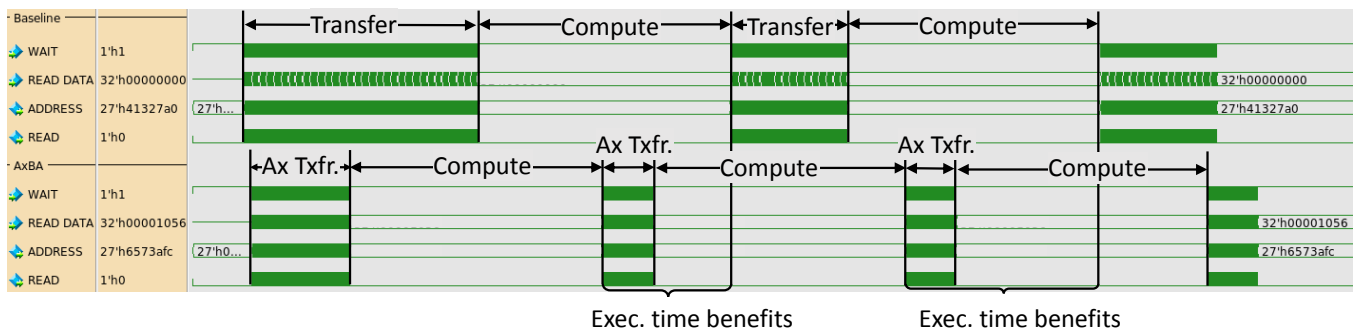 Baseline
Transfer Compute Transfer Compute
WAIT 1'h1
READ DATA 32'h00000000 32'h00000000
ADDRESS 27'h41327a0 27'h... 27'h41327a0
READ 1'h0
AxBA
Ax Txfr. Compute Ax Txfr. Compute Ax Txfr. Compute
WAIT 1'h1
READ DATA 32'h00001056 32'h00001056
ADDRESS 27'h6573afc 27'h0... 27'h6573afc
READ 1'h0
Exec. time benefits Exec. time benefits